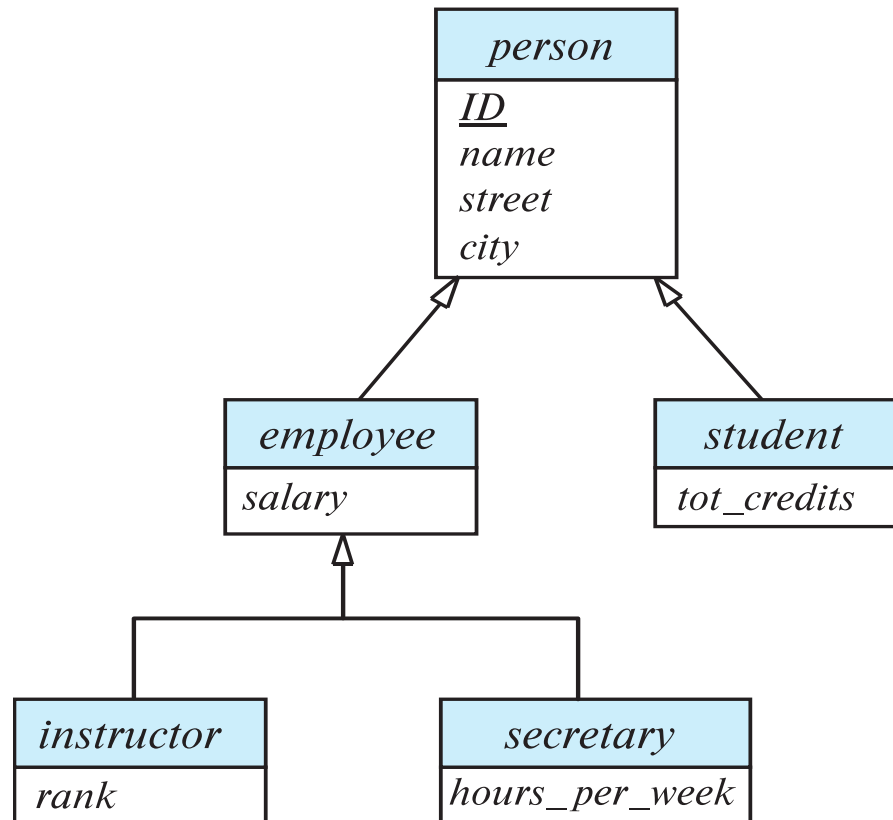 person
ID
name
street
city
employee
salary
student
tot_credits
instructor
rank
secretary
hours_per_week